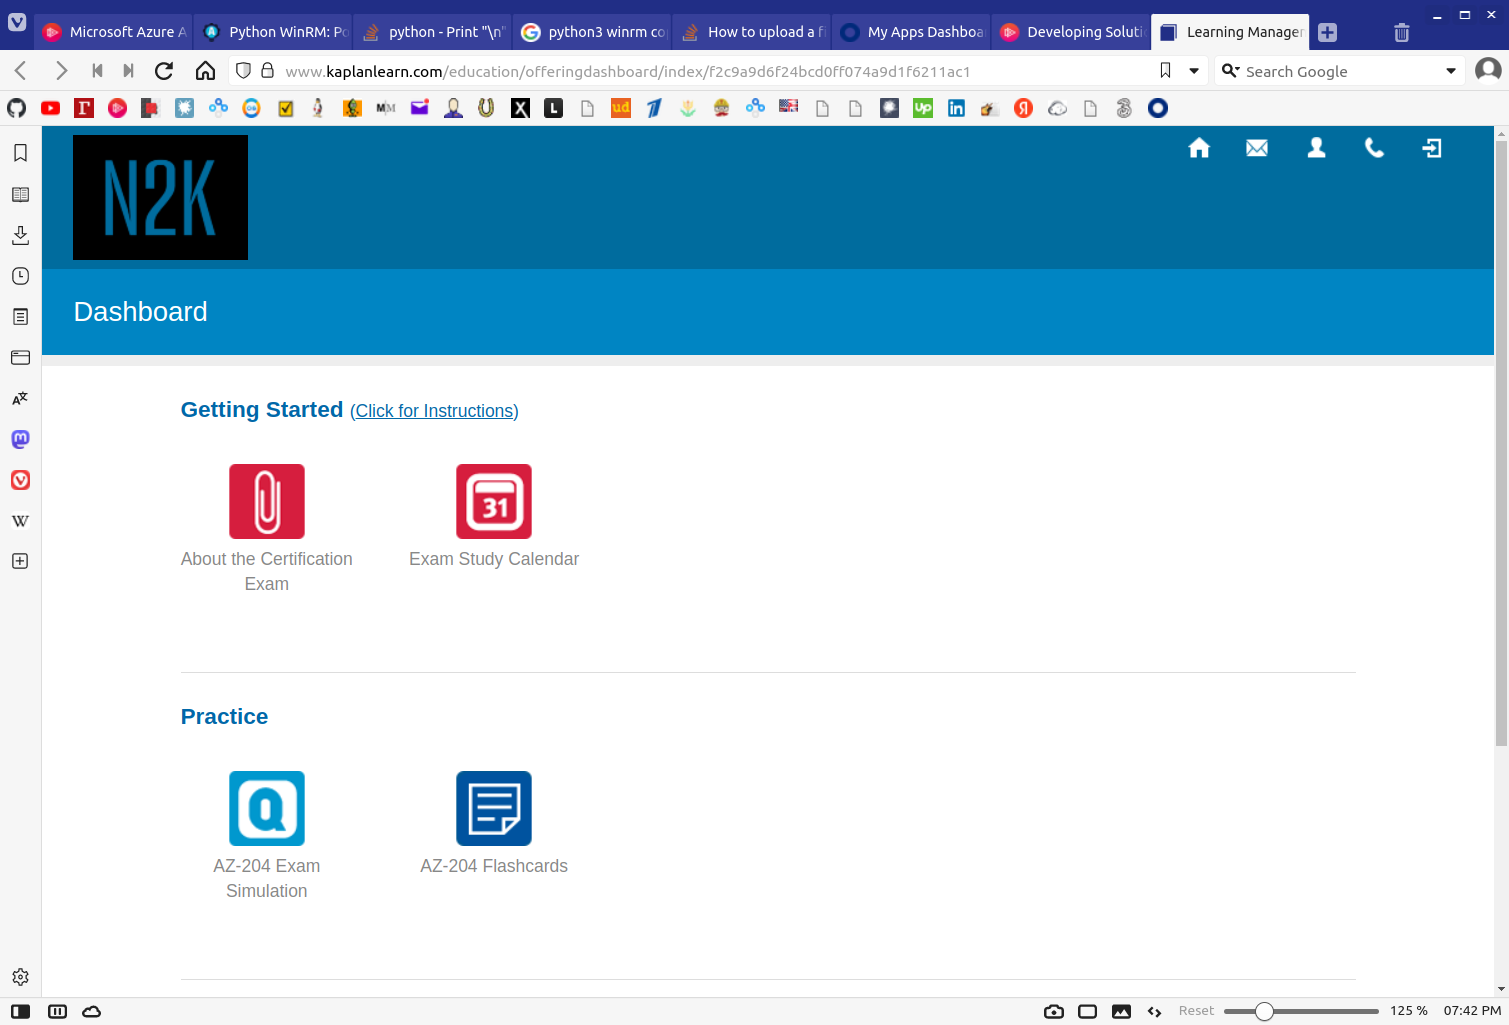 Microsoft Azure A
Python WinRM: Po
python - Print "\n"
python3 winrm co
How to upload a f
My Apps Dashboa
Developing Soluti
Learning Manager
www.kaplanlearn.com/education/offeringdashboard/index/f2c9a9d6f24bcd0ff074a9d1f6211ac1
Search Google
N2K
Dashboard
Getting Started (Click for Instructions)
31
About the Certification
Exam
Exam Study Calendar
Practice
Q
AZ-204 Exam
Simulation
AZ-204 Flashcards
Reset
125 %
07:42 PM